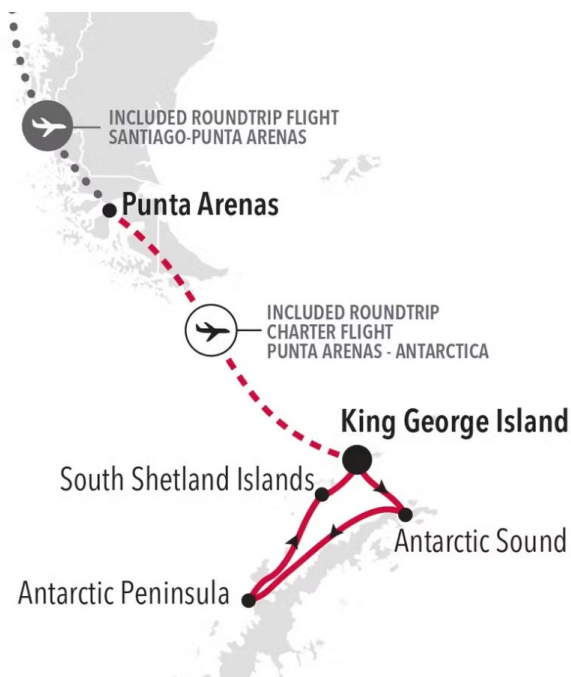 INCLUDED ROUNDTRIP FLIGHT
SANTIAGO-PUNTA ARENAS
Punta Arenas
INCLUDED ROUNDTRIP
CHARTER FLIGHT
PUNTA ARENAS - ANTARCTICA
King George Island
South Shetland Islands
Antarctic Sound
Antarctic Peninsula